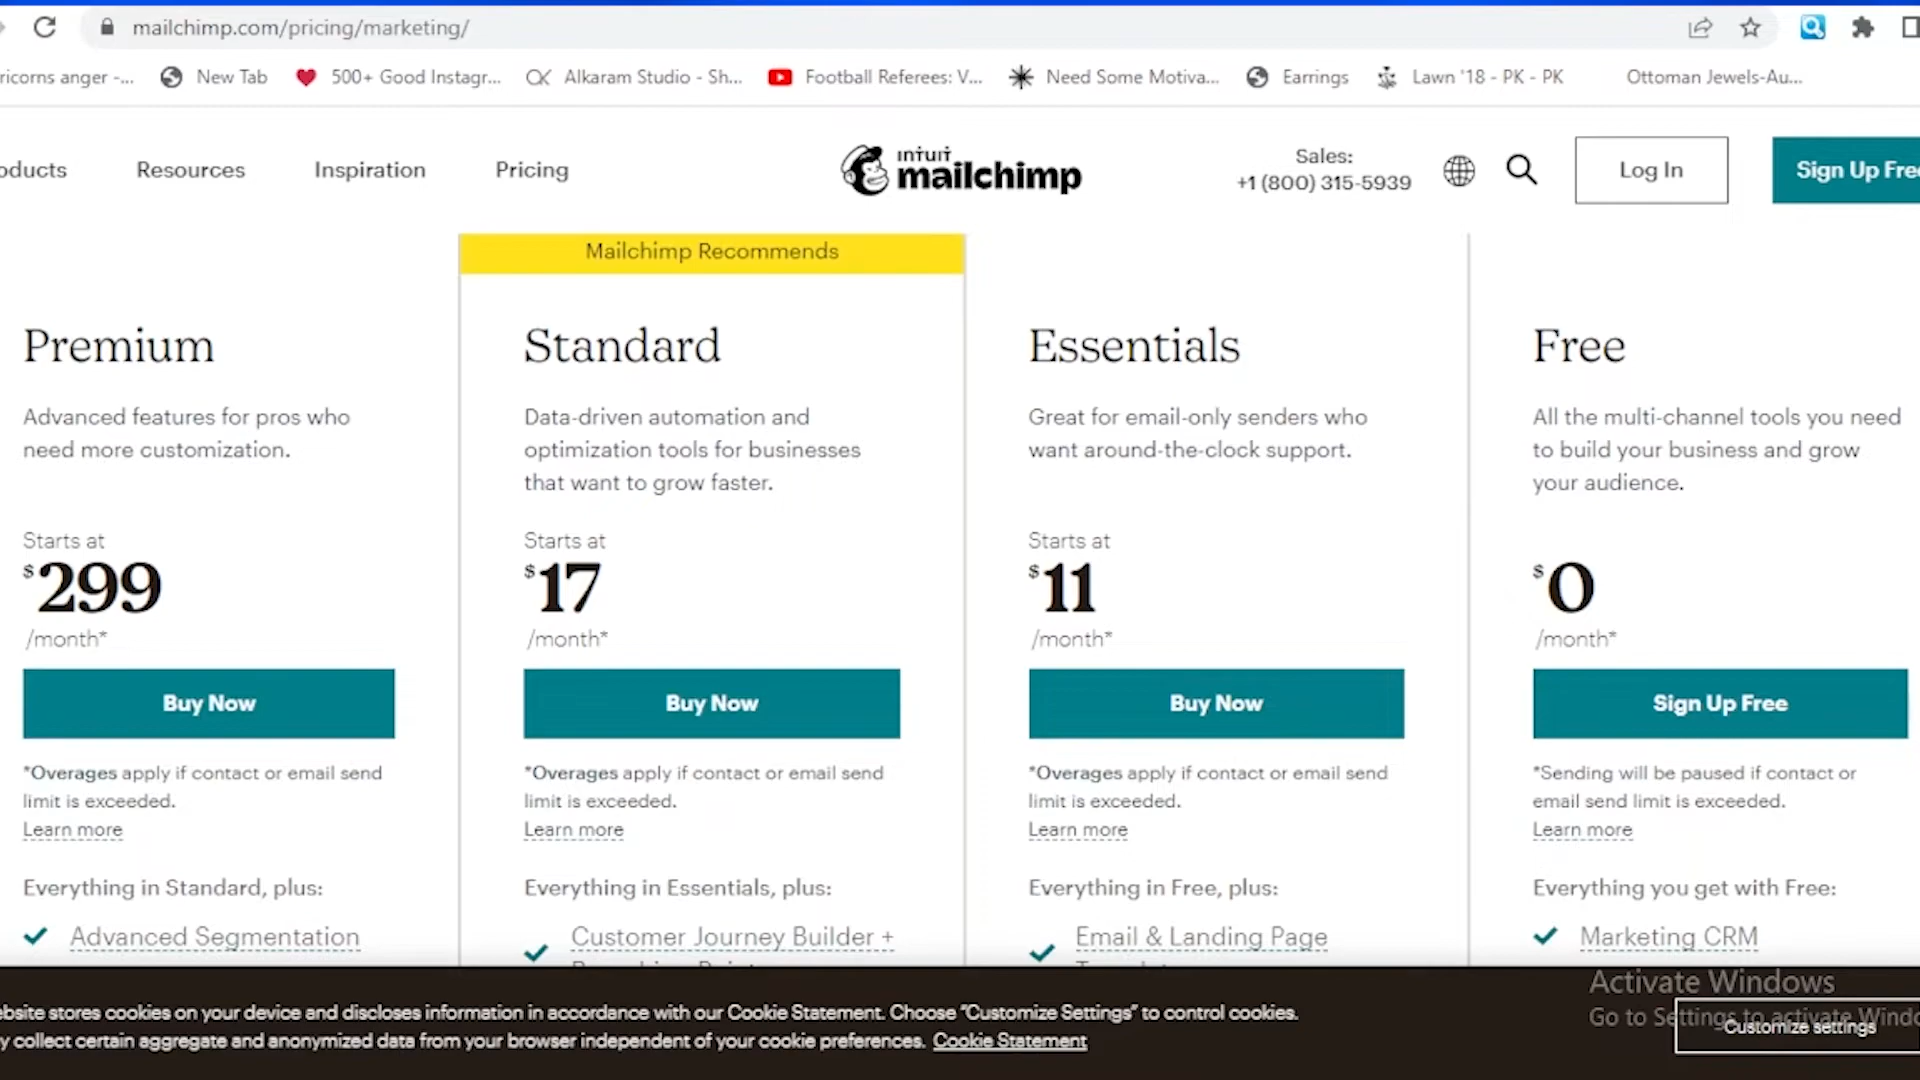 mailchimp.com/pricing/marketing/
ricorns anger -... New Tab 500+ Good Instagr... Alkaram Studio - Sh... Football Referees: V... Need Some Motiva... Earrings Lawn '18 - PK - PK Ottoman Jewels-Au...
oducts Resources Inspiration Pricing
INTUIT
mailchimp
Sales:
+1 (800) 315-5939
Log In
Sign Up Free
Mailchimp Recommends
Premium
Advanced features for pros who
need more customization.
Starts at
$299
/month*
Buy Now
*Overages apply if contact or email send
limit is exceeded.
Learn more
Everything in Standard, plus:
Advanced Segmentation
Standard
Data-driven automation and
optimization tools for businesses
that want to grow faster.
Starts at
$17
/month*
Buy Now
*Overages apply if contact or email send
limit is exceeded.
Learn more
Everything in Essentials, plus:
Customer Journey Builder +
Essentials
Great for email-only senders who
want around-the-clock support.
Starts at
$11
/month*
Buy Now
*Overages apply if contact or email send
limit is exceeded.
Learn more
Everything in Free, plus:
Email & Landing Page
Free
All the multi-channel tools you need
to build your business and grow
your audience.
Starts at
$0
/month*
Sign Up Free
*Sending will be paused if contact or
email send limit is exceeded.
Learn more
Everything you get with Free:
Marketing CRM
ebsite stores cookies on your device and discloses information in accordance with our Cookie Statement. Choose "Customize Settings" to control cookies.
y collect certain aggregate and anonymized data from your browser independent of your cookie preferences. Cookie Statement
Activate Windows
Go to Settings to activate Windo
Customize settings